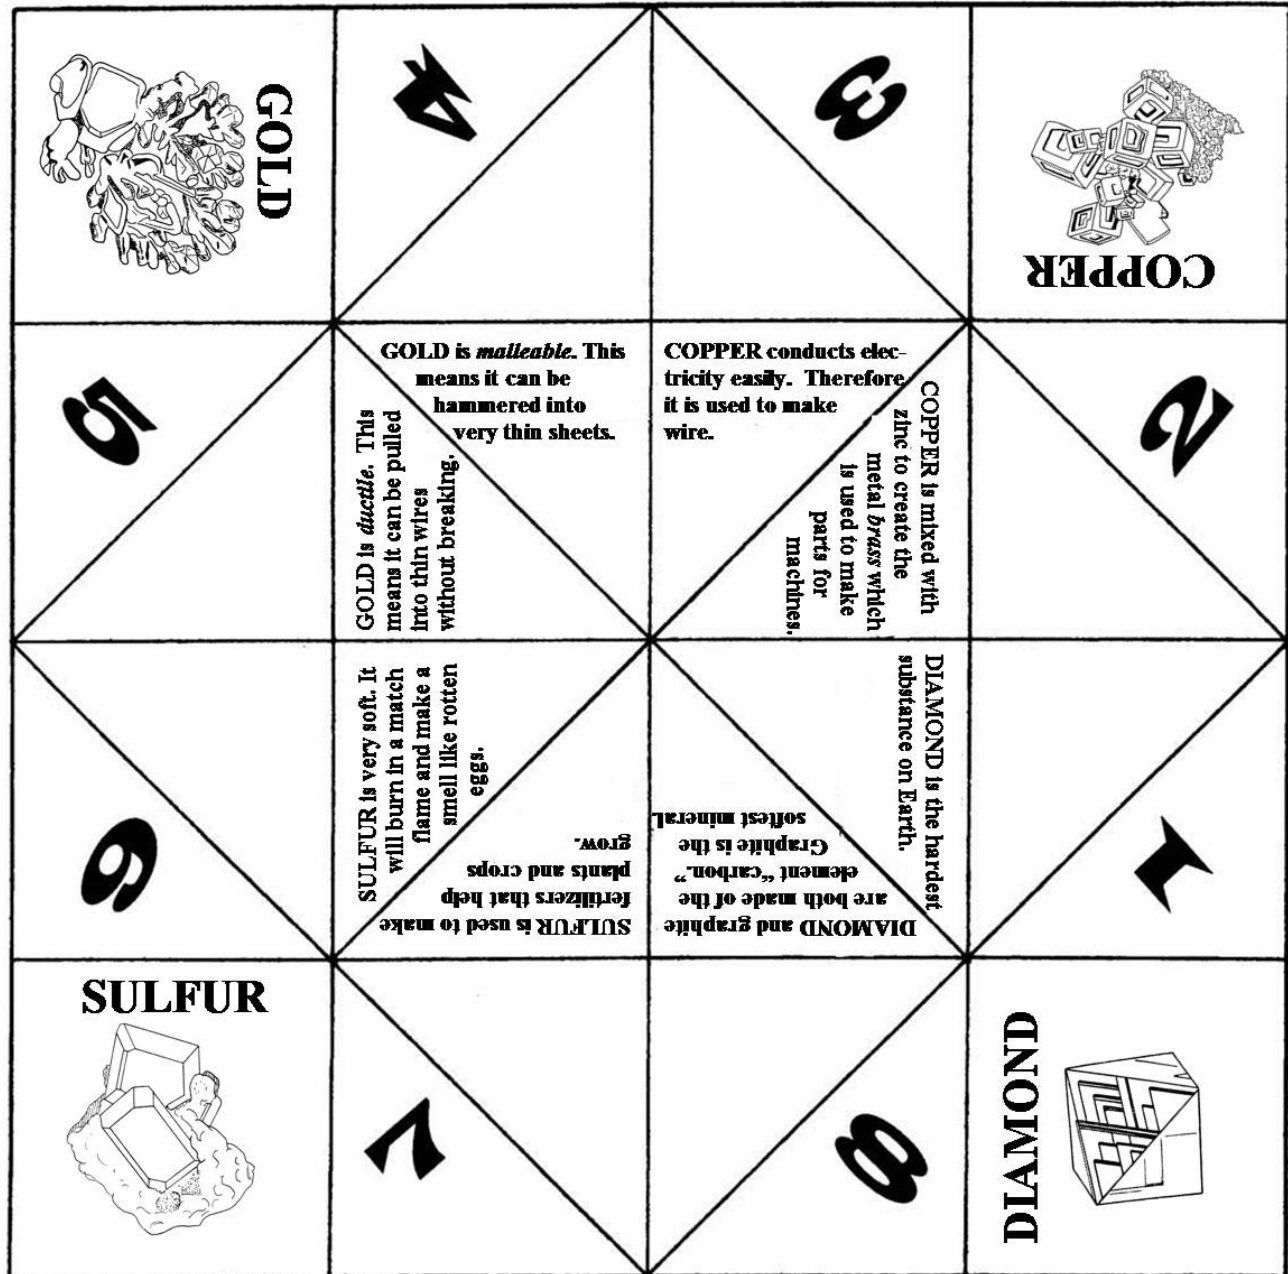 GOLD
4
3
COPPER
5
GOLD is malleable. This
means it can be
hammered into
very thin sheets.
COPPER conducts elec-
tricity easily. Therefore
it is used to make
wire.
2
GOLD is ductile. This
means it can be pulled
into thin wires
without breaking.
COPPER is mixed with
zinc to create the
metal brass which
is used to make
parts for
machines.
6
SULFUR is very soft. It
will burn in a match
flame and make a
smell like rotten
eggs.
SULFUR is used to make
fertilizers that help
plants and crops
grow.
DIAMOND and graphite
are both made of the
element "carbon."
Graphite is the
softest mineral.
DIAMOND is the hardest
substance on Earth.
1
SULFUR
7
8
DIAMOND